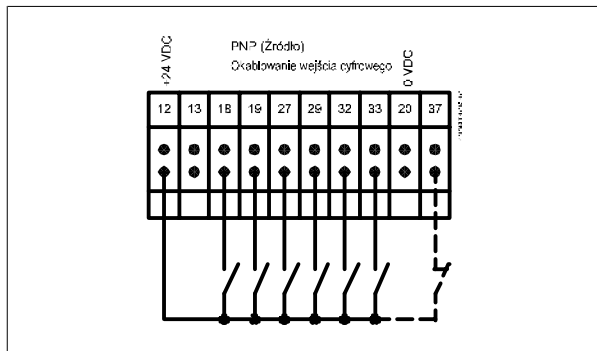 +24 VDC
PNP (Źródło)
Okablowanie wejścia cyfrowego
0 VDC
12 13 18 19 27 29 32 33 20 37